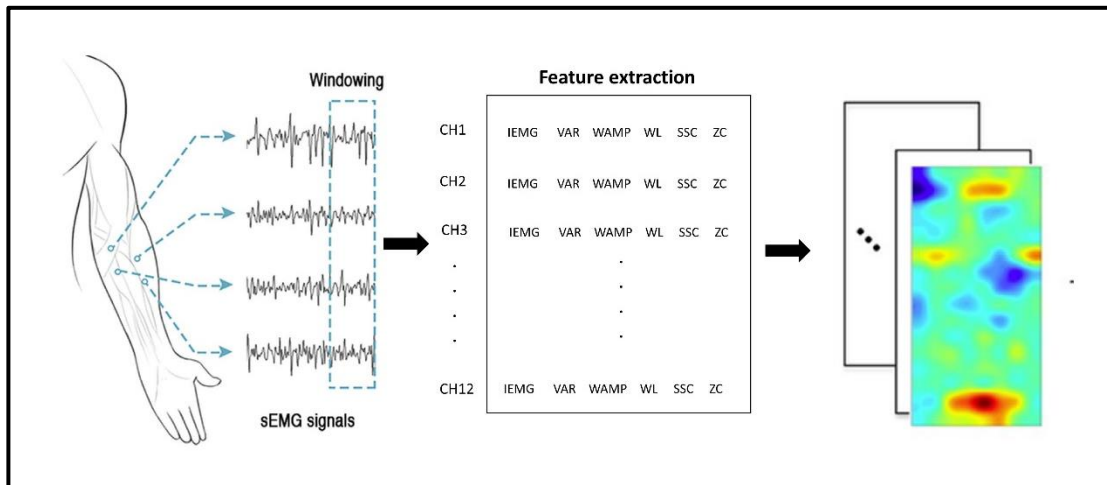 Windowing
sEMG signals
Feature extraction
CH1 IEMG VAR WAMP WL SSC ZC
CH2 IEMG VAR WAMP WL SSC ZC
CH3 IEMG VAR WAMP WL SSC ZC
CH12 IEMG VAR WAMP WL SSC ZC